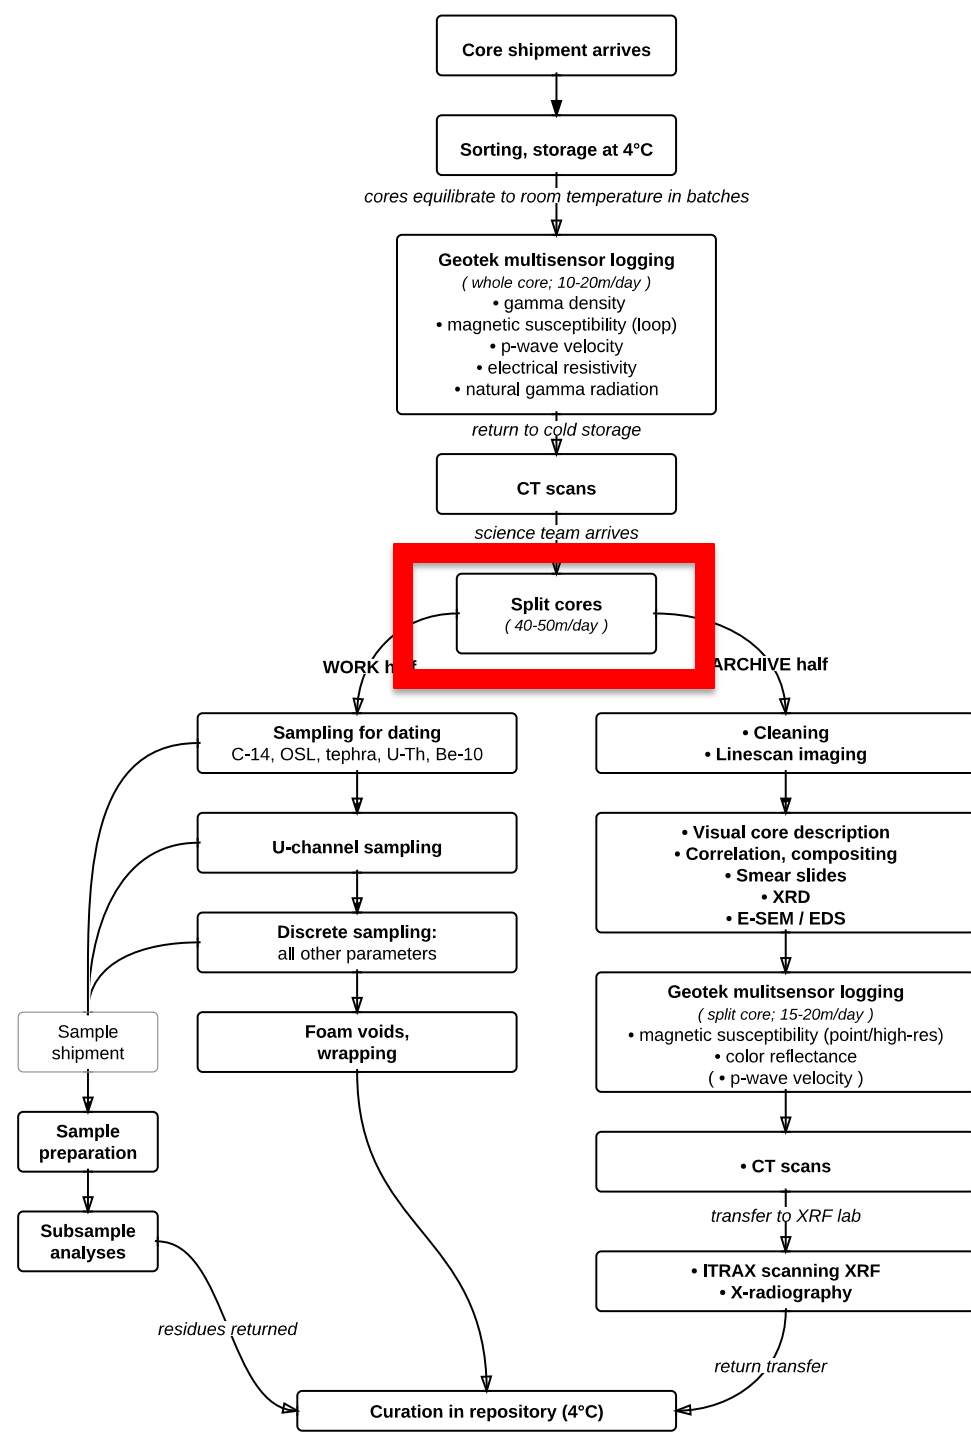 Core shipment arrives
Sorting, storage at 4°C
cores equilibrate to room temperature in batches
Geotek multisensor logging
( whole core; 10-20m/day )
• gamma density
• magnetic susceptibility (loop)
• p-wave velocity
• electrical resistivity
• natural gamma radiation
return to cold storage
CT scans
science team arrives
Split cores
( 40-50m/day )
WORK half
ARCHIVE half
Sampling for dating
C-14, OSL, tephra, U-Th, Be-10
• Cleaning
• Linescan imaging
U-channel sampling
• Visual core description
• Correlation, compositing
• Smear slides
• XRD
• E-SEM / EDS
Discrete sampling:
all other parameters
Geotek mulitsensor logging
( split core; 15-20m/day )
• magnetic susceptibility (point/high-res)
• color reflectance
( • p-wave velocity )
Sample
shipment
Foam voids,
wrapping
Sample
preparation
• CT scans
transfer to XRF lab
Subsample
analyses
• ITRAX scanning XRF
• X-radiography
residues returned
return transfer
Curation in repository (4°C)